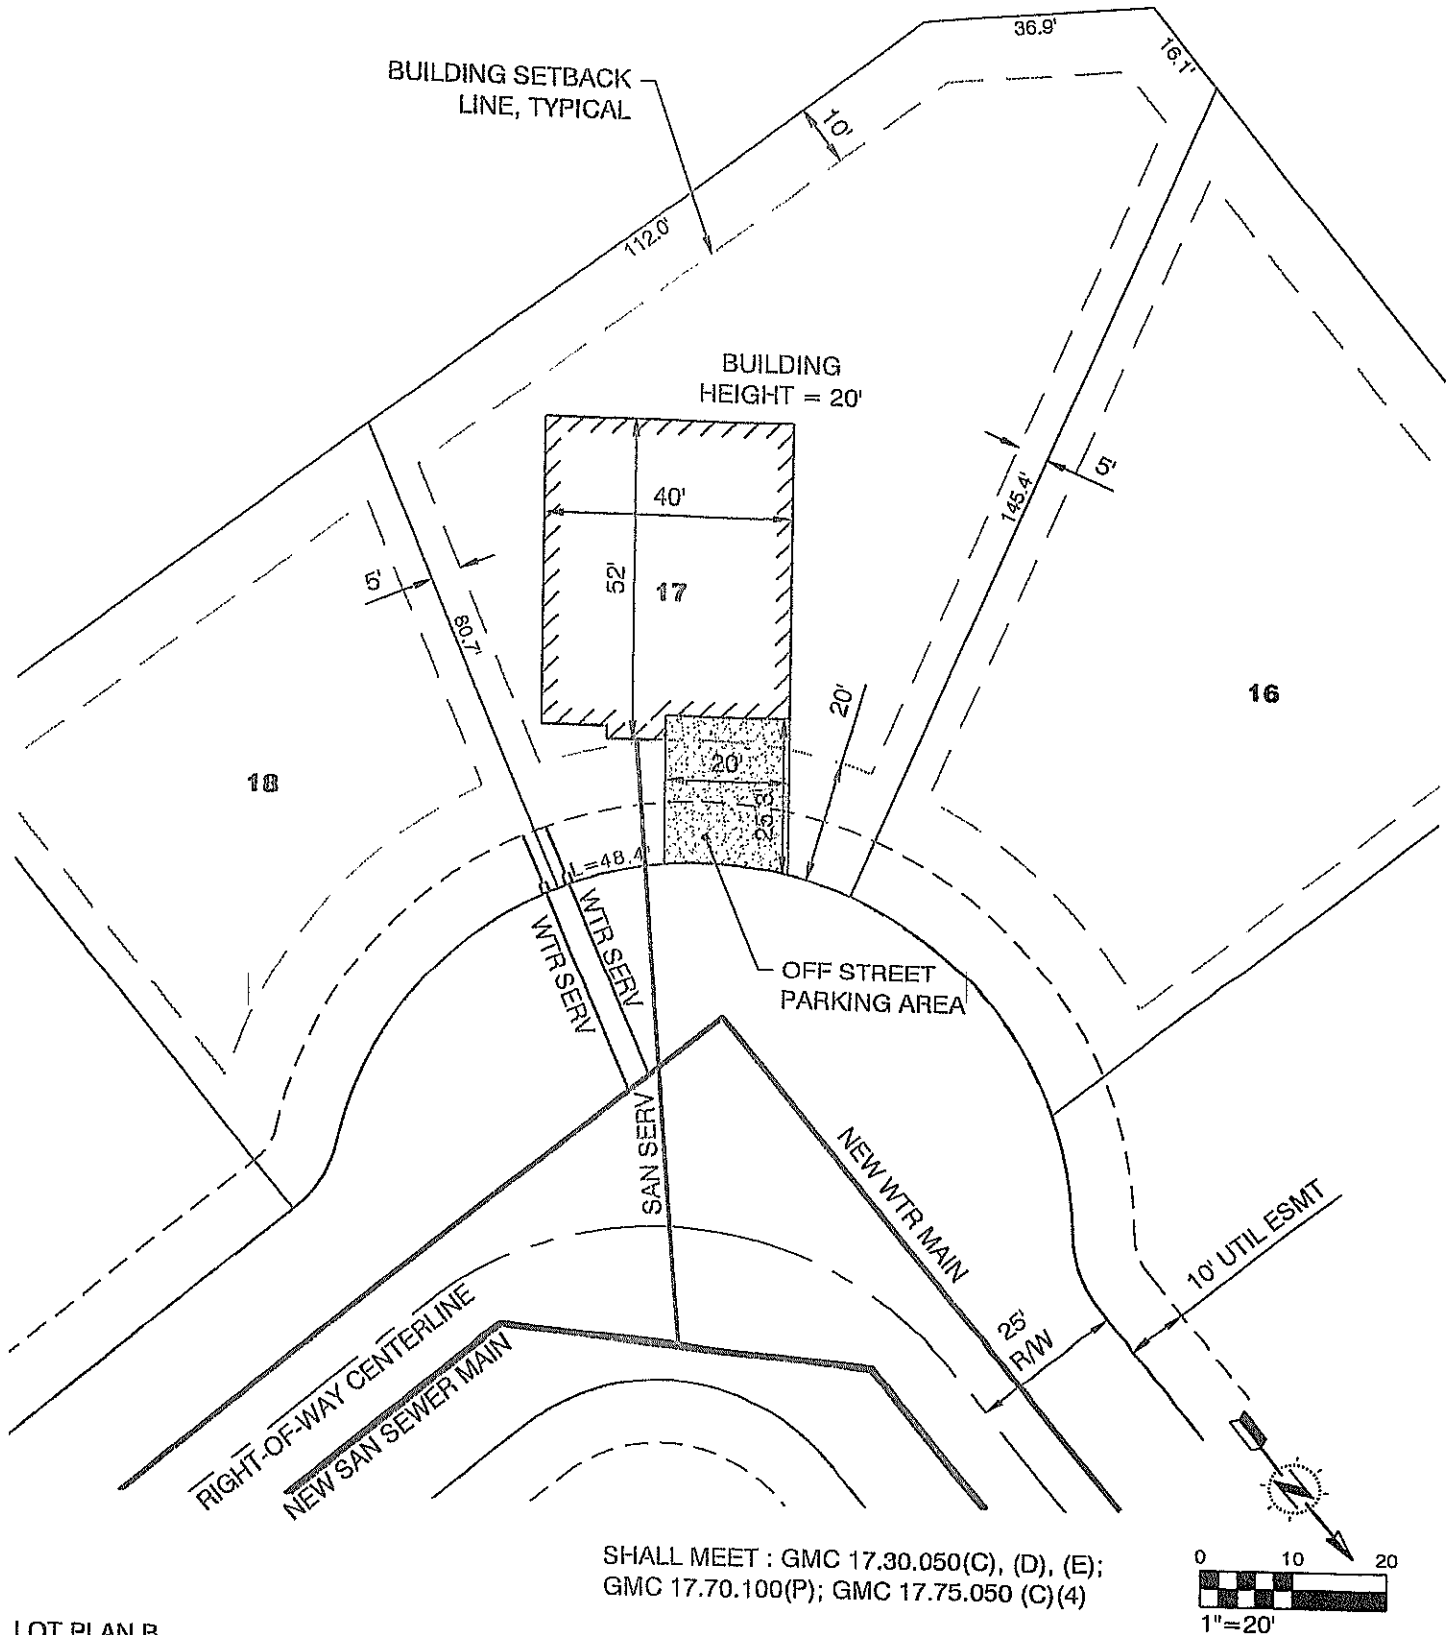 36.9'
16.1'
BUILDING SETBACK
LINE, TYPICAL
10'
112.0'
BUILDING
HEIGHT = 20'
40'
5'
145.4'
52'
17
5'
80.7'
20'
16
18
20'
25.3'
L=48.4'
WTR SERV
WTR SERV
OFF STREET
PARKING AREA
SAN SERV
NEW WTR MAIN
10' UTIL ESMT
25'
R/W
RIGHT-OF-WAY CENTERLINE
NEW SAN SEWER MAIN
N
SHALL MEET : GMC 17.30.050(C), (D), (E);
GMC 17.70.100(P); GMC 17.75.050 (C)(4)
0 10 20
1"=20'
LOT PLAN B